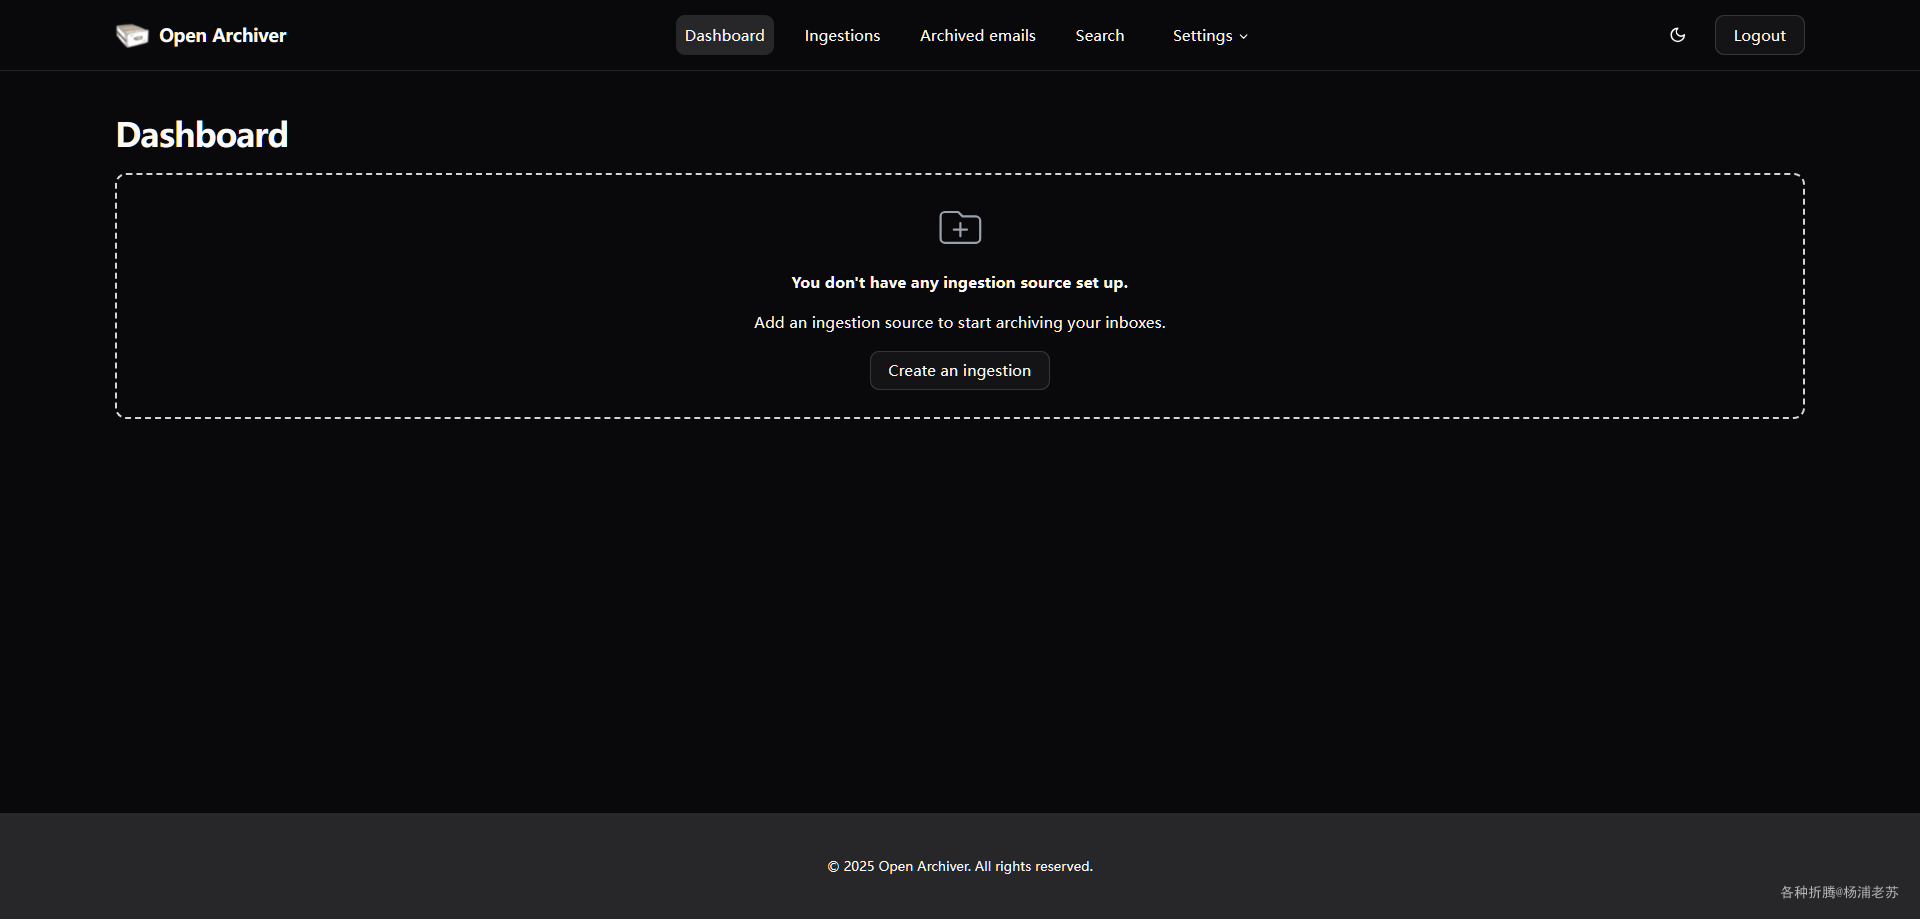 Open Archiver
Dashboard
Ingestions
Archived emails
Search
Settings
Logout
Dashboard
You don't have any ingestion source set up.
Add an ingestion source to start archiving your inboxes.
Create an ingestion
© 2025 Open Archiver. All rights reserved.
各种折腾@杨浦老苏